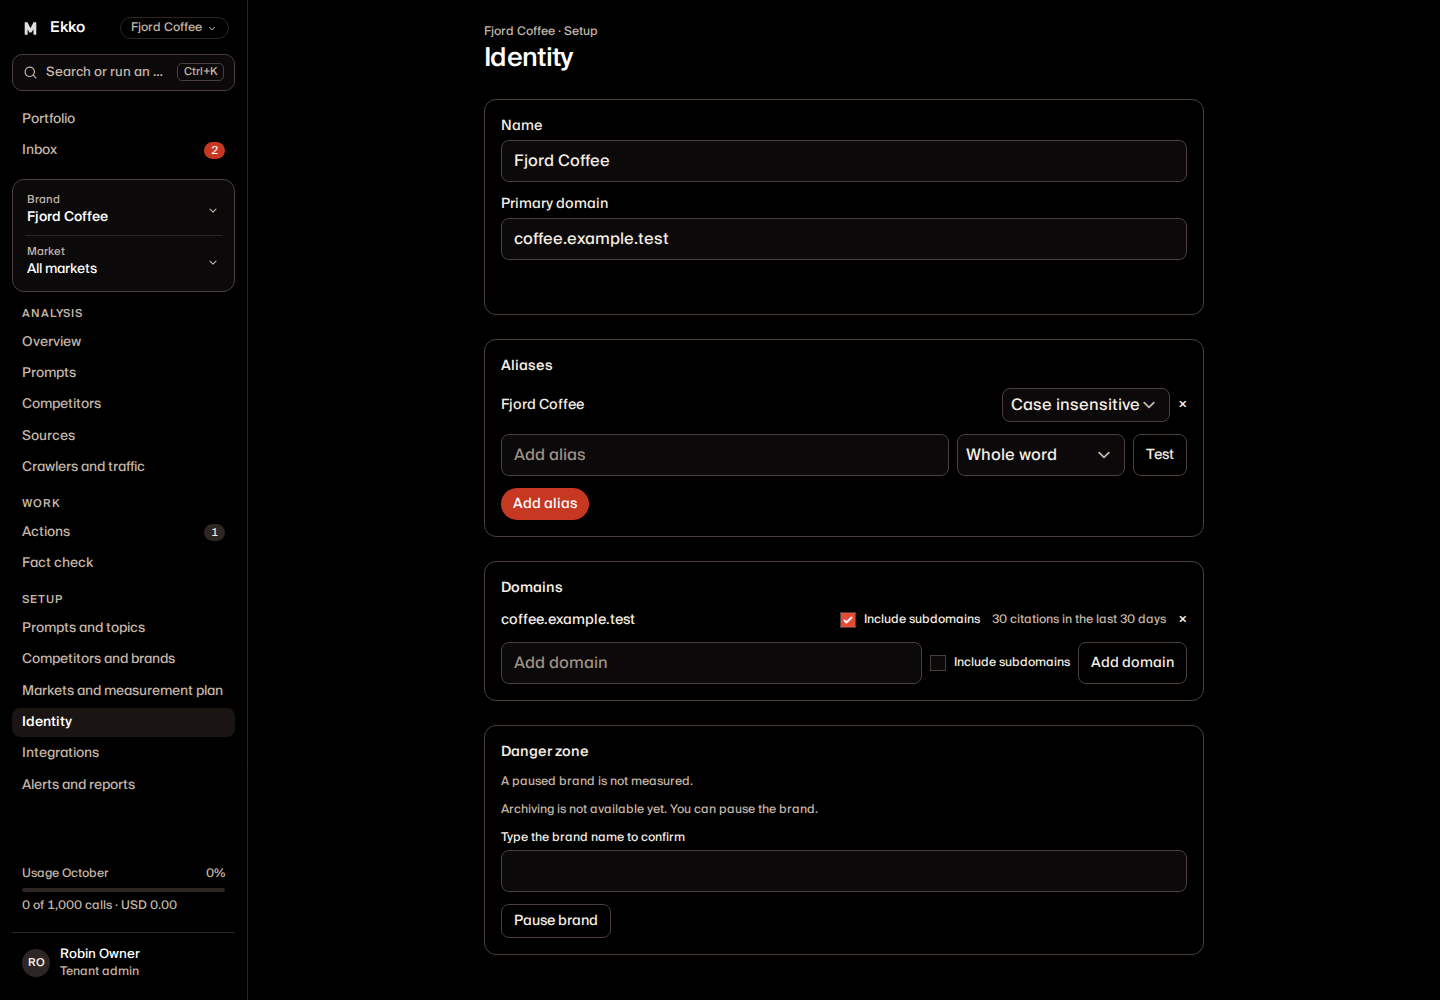 Ekko
Fjord Coffee
Search or run an ...
Ctrl+K
Portfolio
Inbox
2
Brand
Fjord Coffee
Market
All markets
ANALYSIS
Overview
Prompts
Competitors
Sources
Crawlers and traffic
WORK
Actions
1
Fact check
SETUP
Prompts and topics
Competitors and brands
Markets and measurement plan
Identity
Integrations
Alerts and reports
Usage October
0%
0 of 1,000 calls · USD 0.00
RO
Robin Owner
Tenant admin
Fjord Coffee · Setup
Identity
Name
Fjord Coffee
Primary domain
coffee.example.test
Aliases
Fjord Coffee
Case insensitive
×
Add alias
Whole word
Test
Add alias
Domains
coffee.example.test
Include subdomains
30 citations in the last 30 days
×
Add domain
Include subdomains
Add domain
Danger zone
A paused brand is not measured.
Archiving is not available yet. You can pause the brand.
Type the brand name to confirm
Pause brand